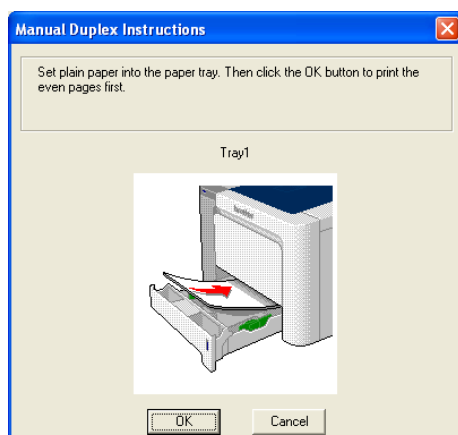 Manual Duplex Instructions
Set plain paper into the paper tray. Then click the OK button to print the
even pages first.
Tray1
brother
OK
Cancel